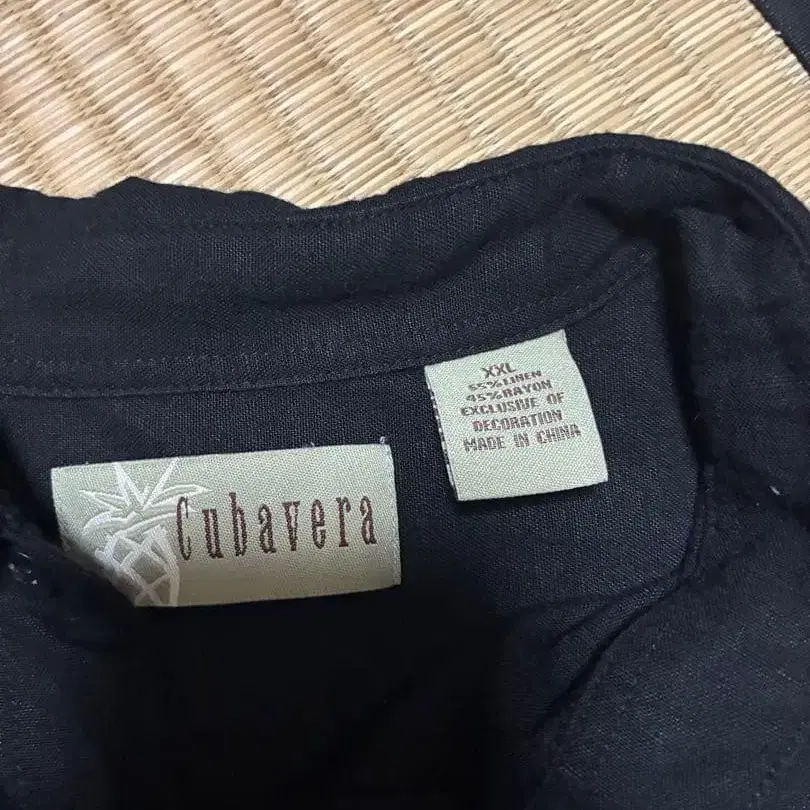 Cubavera
XXL
55% LINEN
45% RAYON
EXCLUSIVE OF
DECORATION
MADE IN CHINA